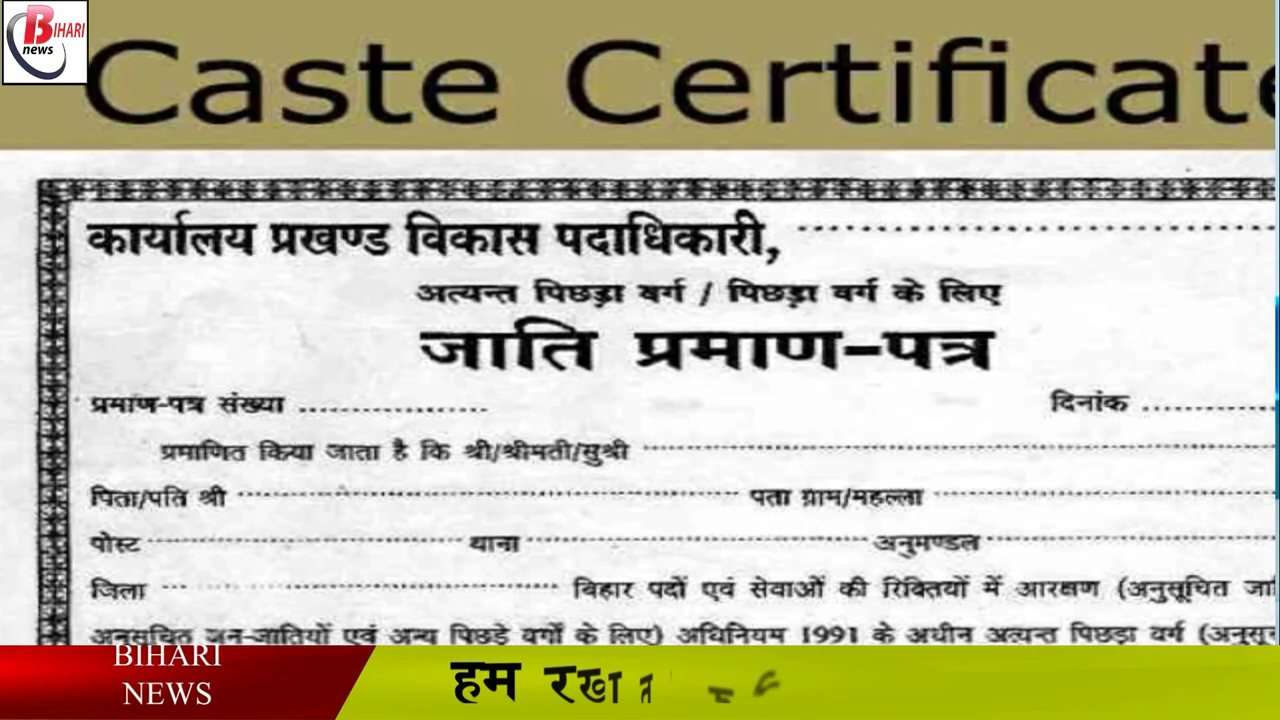 BIHARI
news
Caste Certificate
कार्यालय प्रखण्ड विकास पदाधिकारी, ..............................
अत्यन्त पिछड़ा वर्ग / पिछड़ा वर्ग के लिए
जाति प्रमाण-पत्र
प्रमाण-पत्र संख्या .................... दिनांक ..............
प्रमाणित किया जाता है कि श्री/श्रीमती/सुश्री ..............................
पिता/पति श्री .............................. पता ग्राम/महल्ला ..............................
पोस्ट .............................. थाना .............................. अनुमण्डल ..............................
जिला .............................. बिहार पदों एवं सेवाओं की रिक्तियों में आरक्षण (अनुसूचित
अनुसूचित जन-जातियों एवं अन्य पिछड़े वर्गों के लिए) अधिनियम 1991 के अधीन अत्यन्त पिछड़ा वर्ग
BIHARI
NEWS
हम